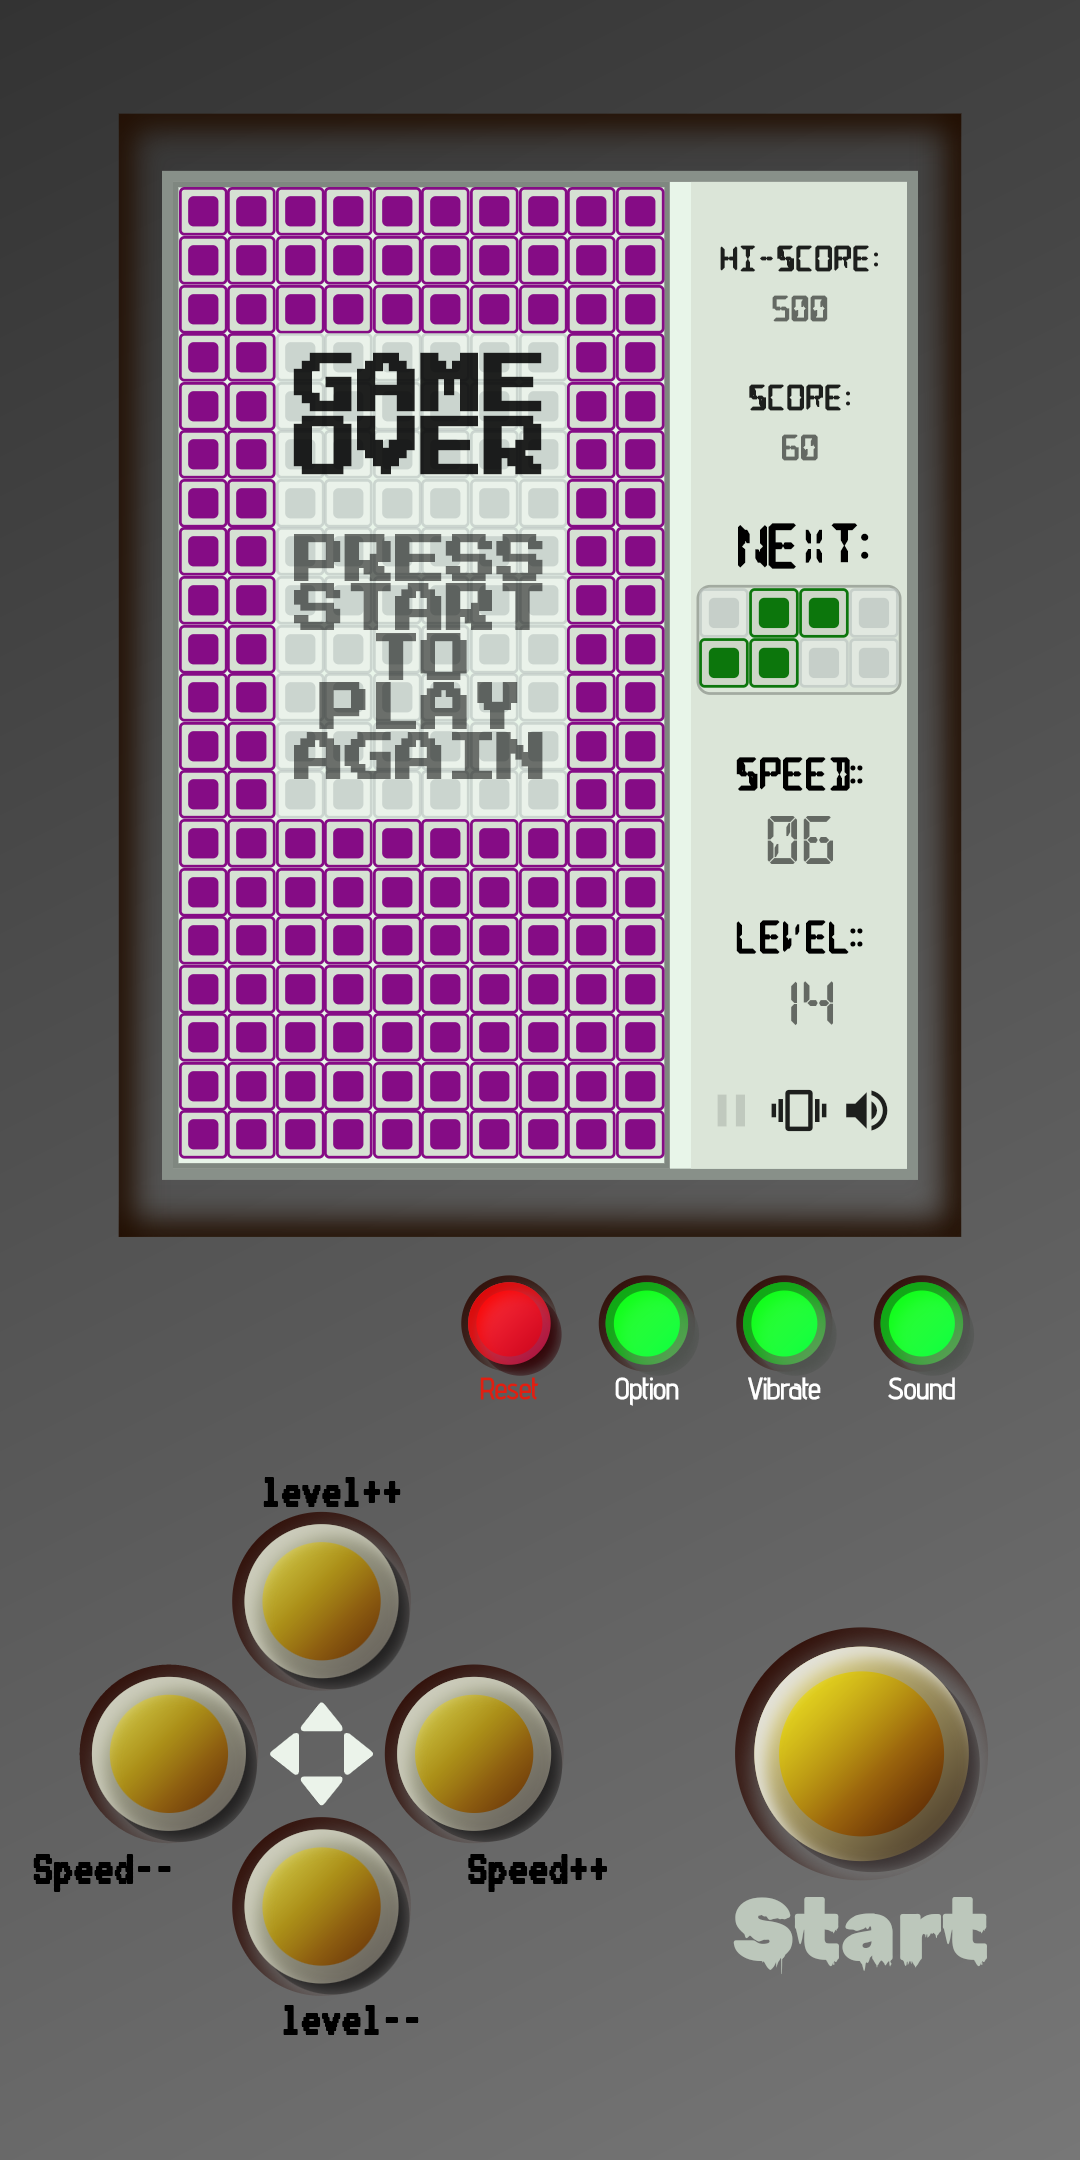 HI-SCORE:
500
SCORE:
60
GAME
OVER
PRESS
START
TO
PLAY
AGAIN
NEXT:
SPEED::
06
LEVEL::
14
Reset
Option
Vibrate
Sound
level++
Speed--
Speed++
level--
Start